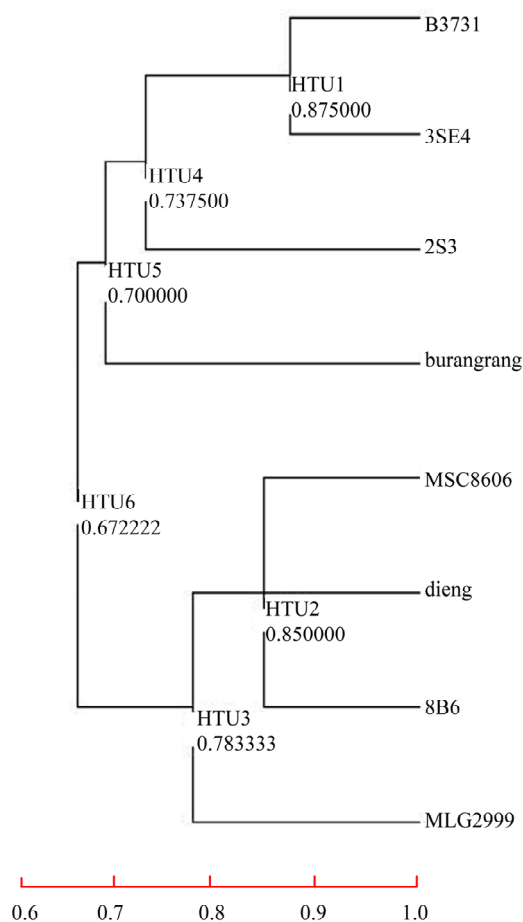 B3731
HTU1
0.875000
3SE4
HTU4
0.737500
2S3
HTU5
0.700000
burangrang
MSC8606
HTU6
0.672222
dieng
HTU2
0.850000
8B6
HTU3
0.783333
MLG2999
0.6 0.7 0.8 0.9 1.0